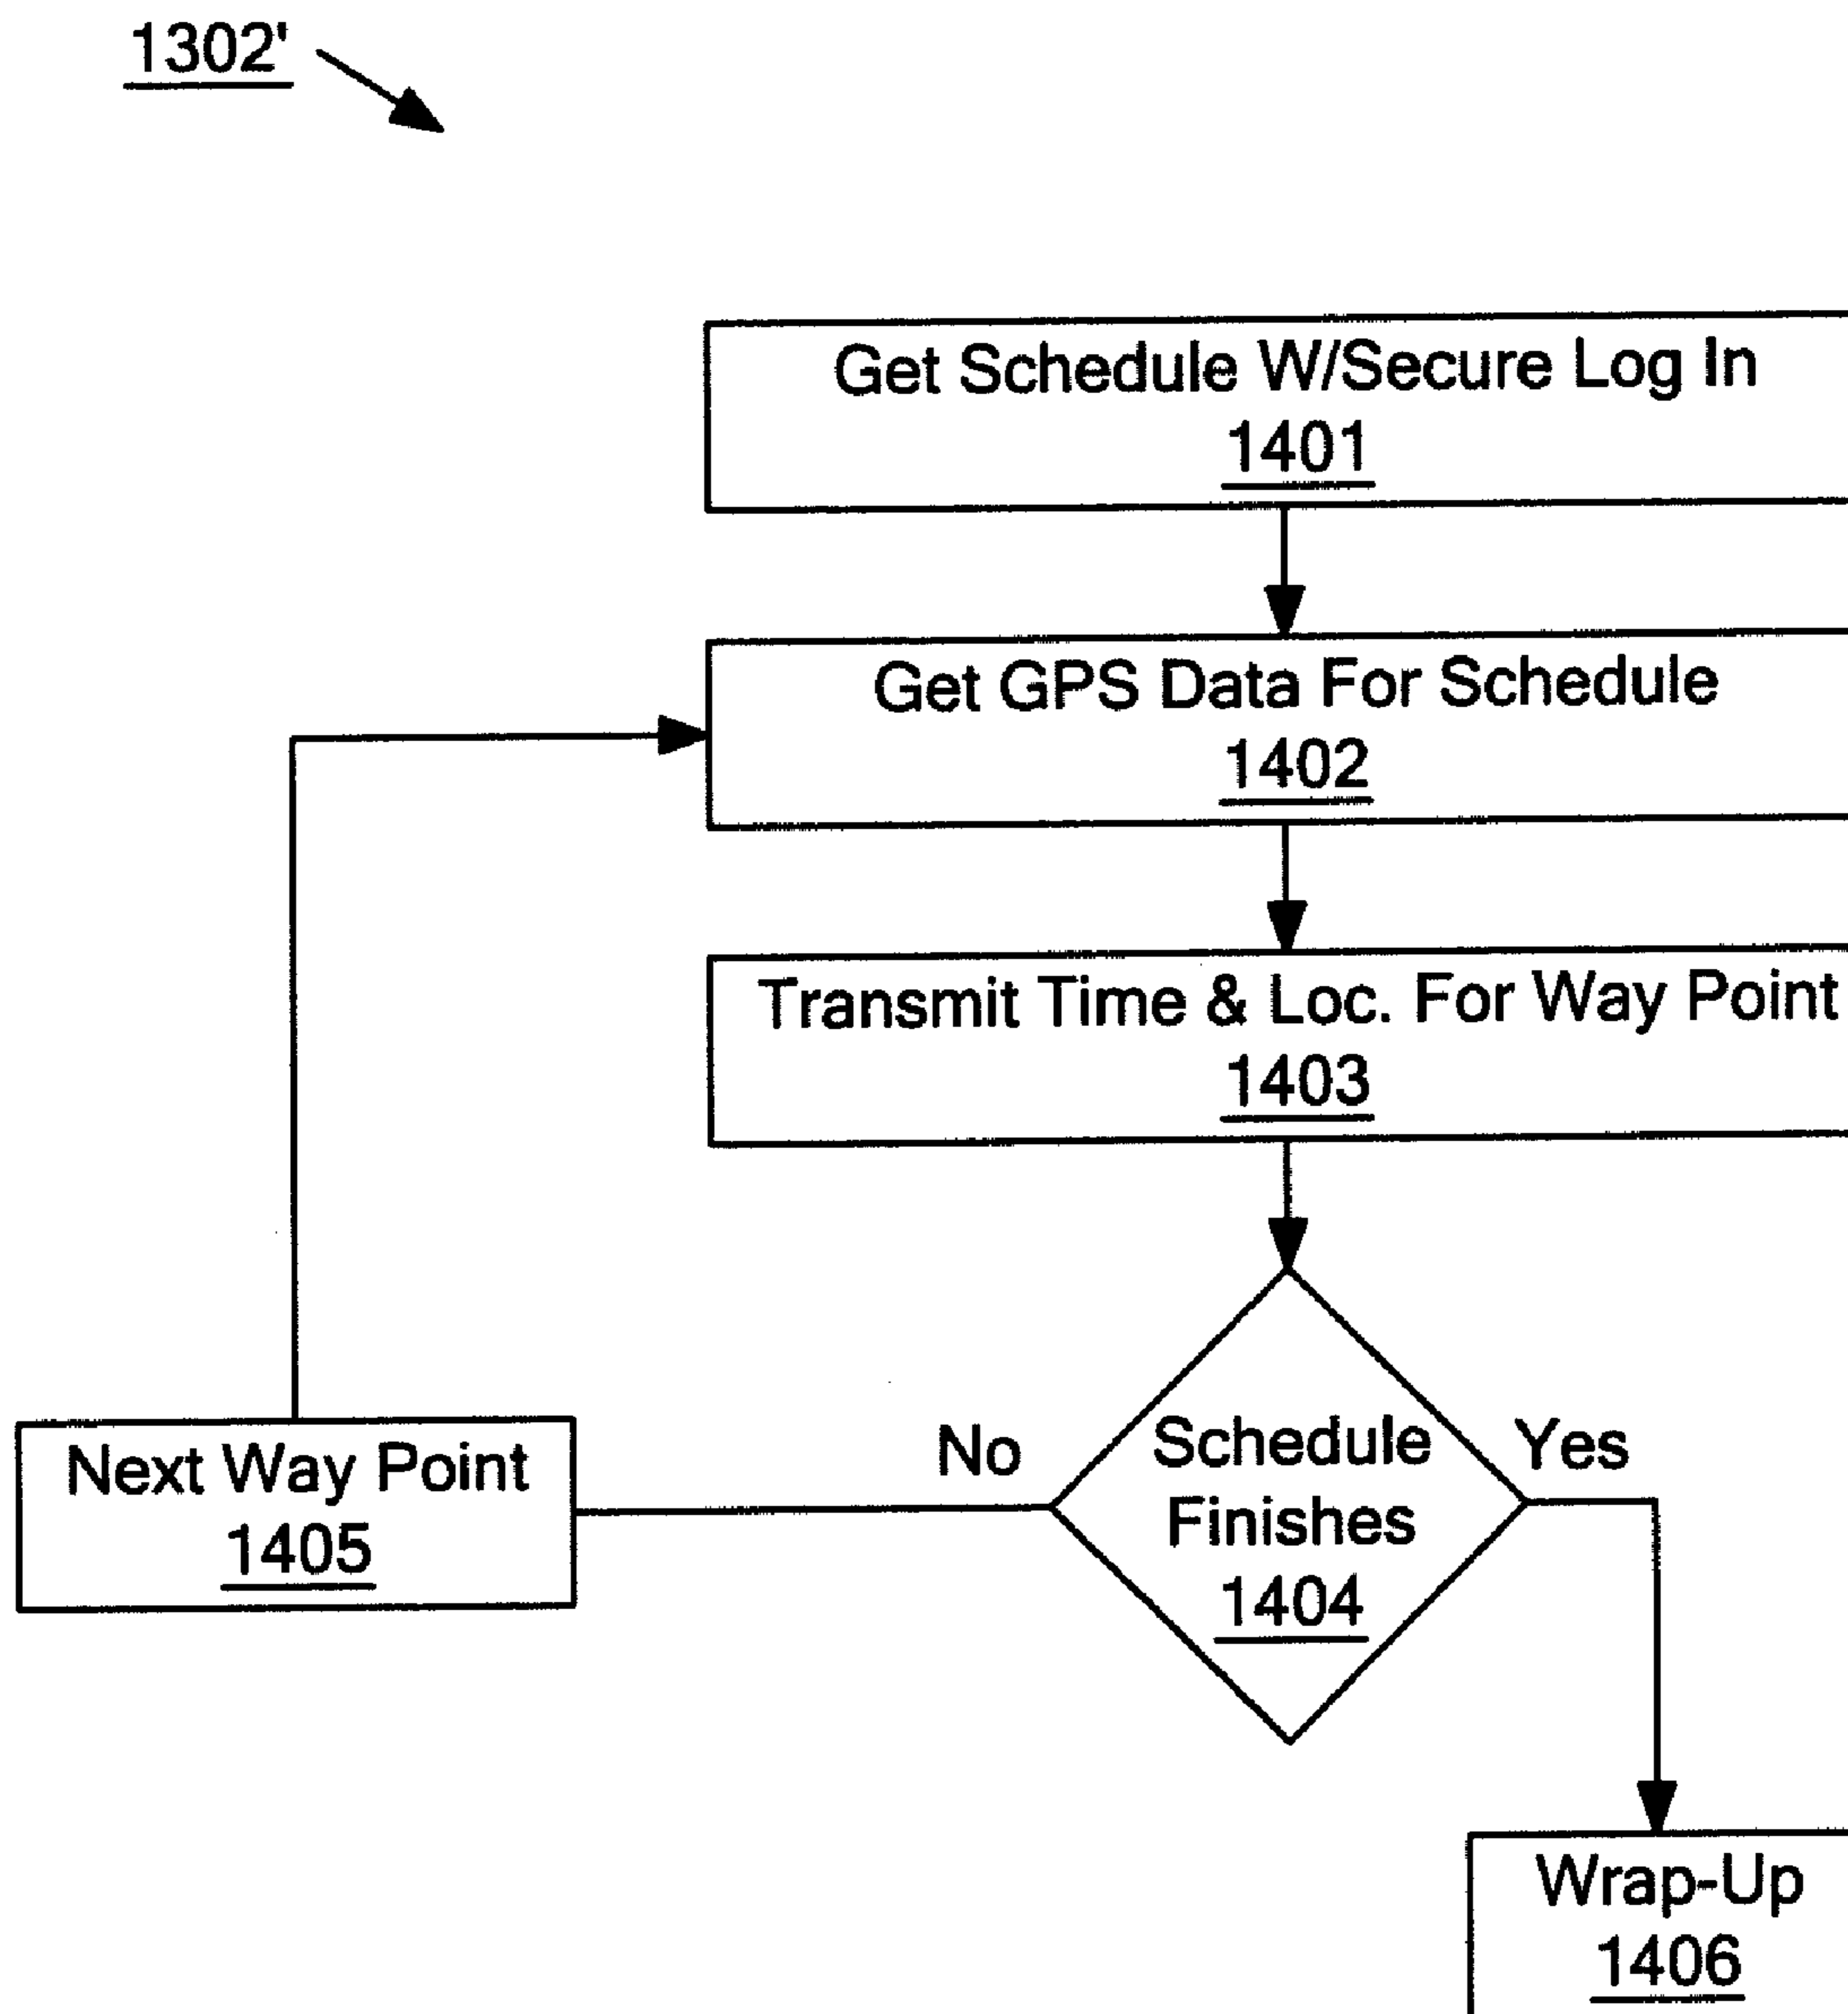 1302'
Get Schedule W/Secure Log In
1401
Get GPS Data For Schedule
1402
Transmit Time & Loc. For Way Point
1403
Next Way Point
1405
No
Schedule
Finishes
1404
Yes
Wrap-Up
1406